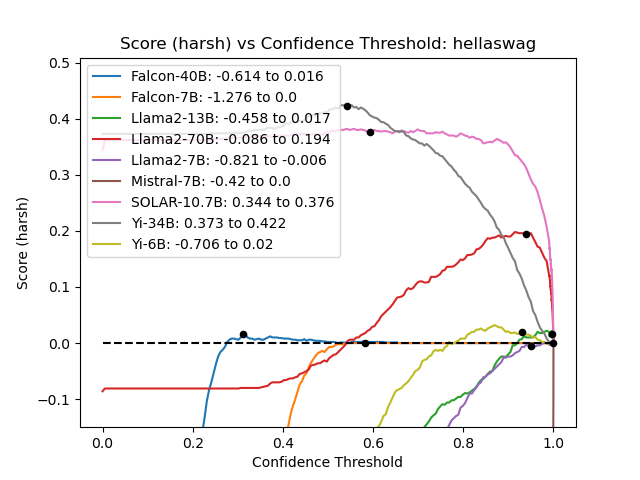 Score (harsh) vs Confidence Threshold: hellaswag
Score (harsh)
0.5
0.4
0.3
0.2
0.1
0.0
−0.1
Falcon-40B: -0.614 to 0.016
Falcon-7B: -1.276 to 0.0
Llama2-13B: -0.458 to 0.017
Llama2-70B: -0.086 to 0.194
Llama2-7B: -0.821 to -0.006
Mistral-7B: -0.42 to 0.0
SOLAR-10.7B: 0.344 to 0.376
Yi-34B: 0.373 to 0.422
Yi-6B: -0.706 to 0.02
0.0
0.2
0.4
0.6
0.8
1.0
Confidence Threshold